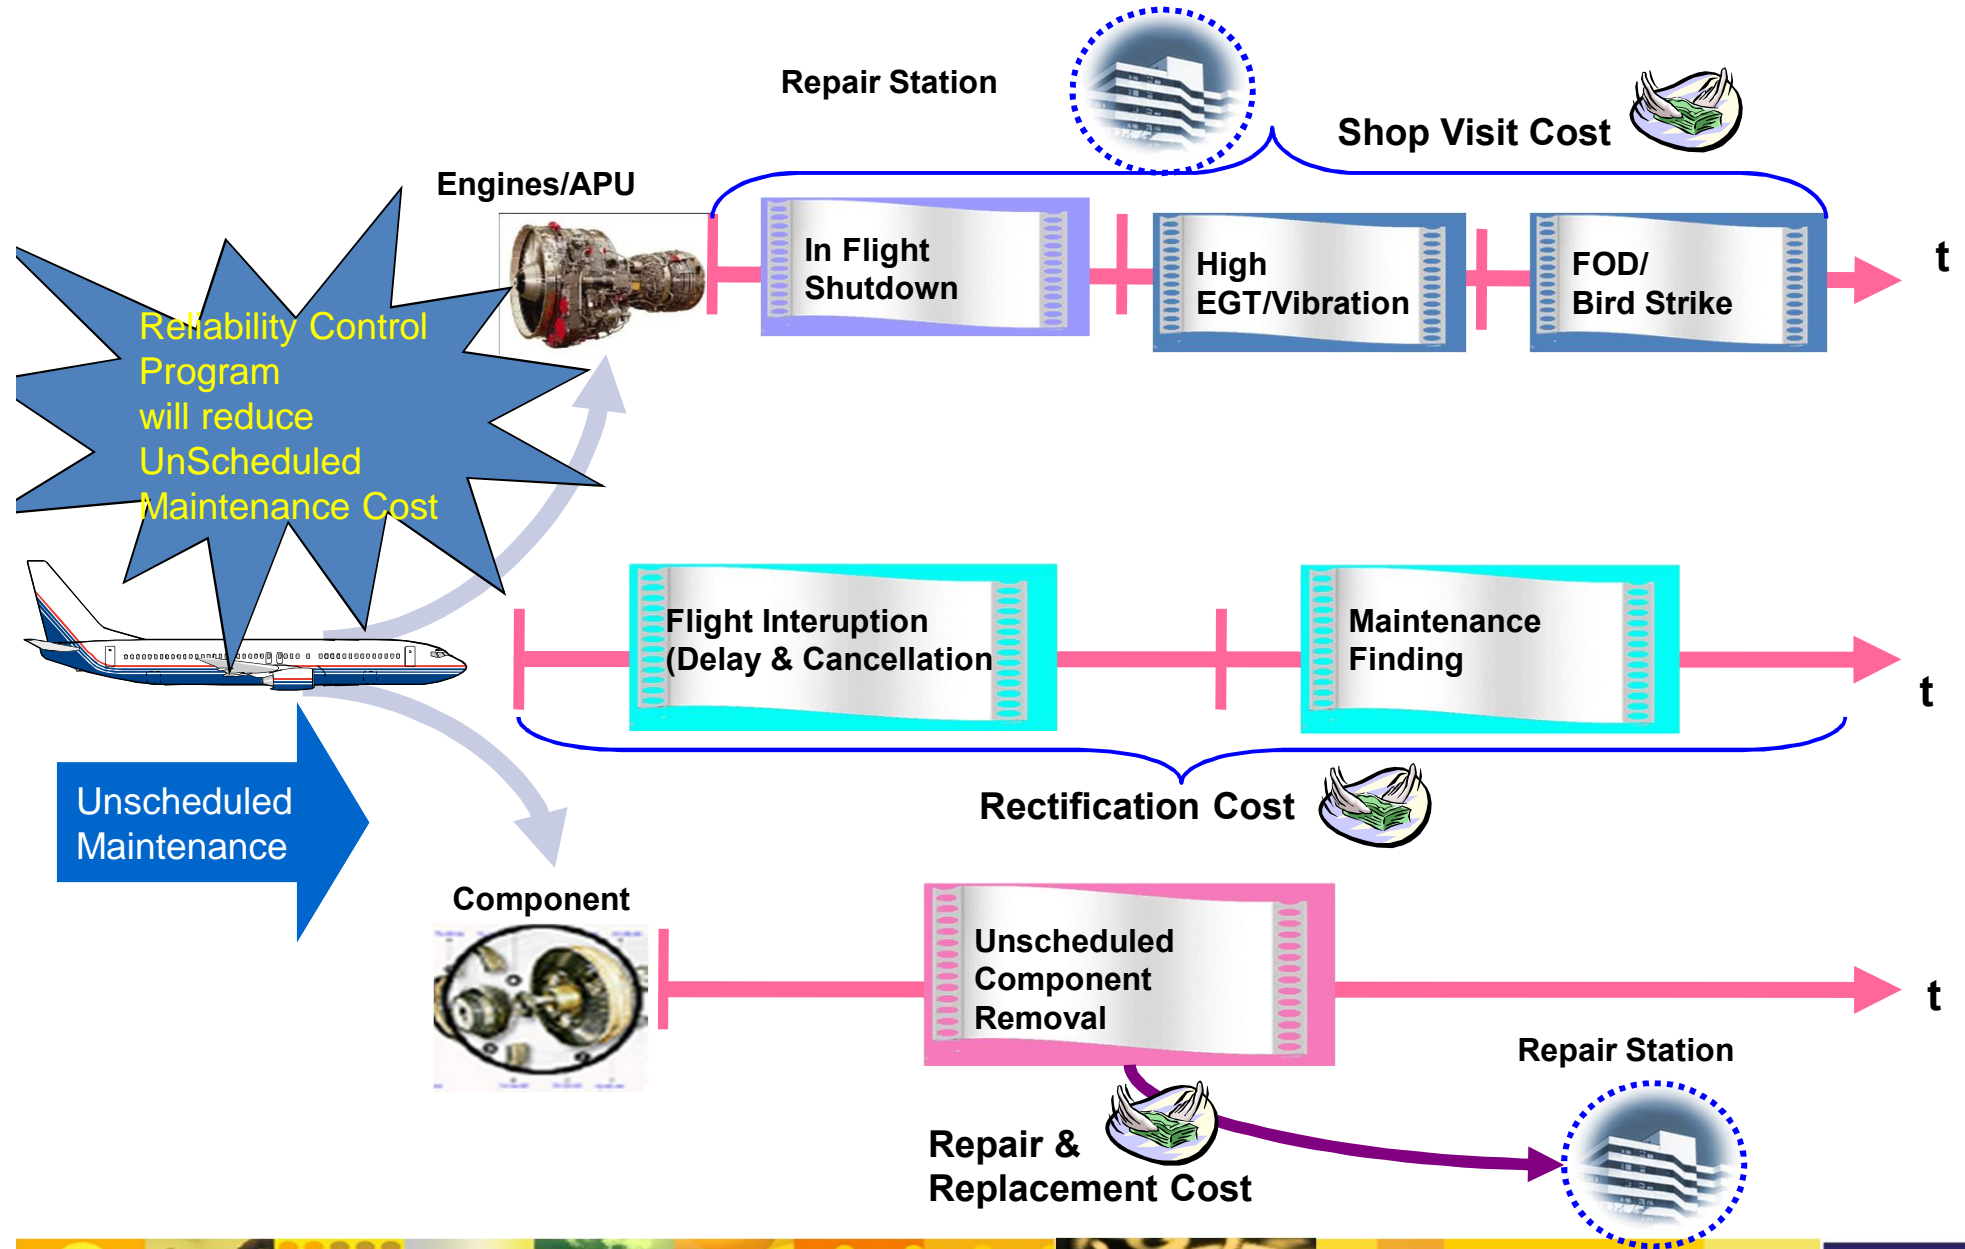 Repair Station
Shop Visit Cost
Engines/APU
In Flight
Shutdown
High
EGT/Vibration
FOD/
Bird Strike
t
Reliability Control
Program
will reduce
UnScheduled
Maintenance Cost
Flight Interuption
(Delay & Cancellation
Maintenance
Finding
t
Rectification Cost
Unscheduled
Maintenance
Component
Unscheduled
Component
Removal
t
Repair Station
Repair &
Replacement Cost